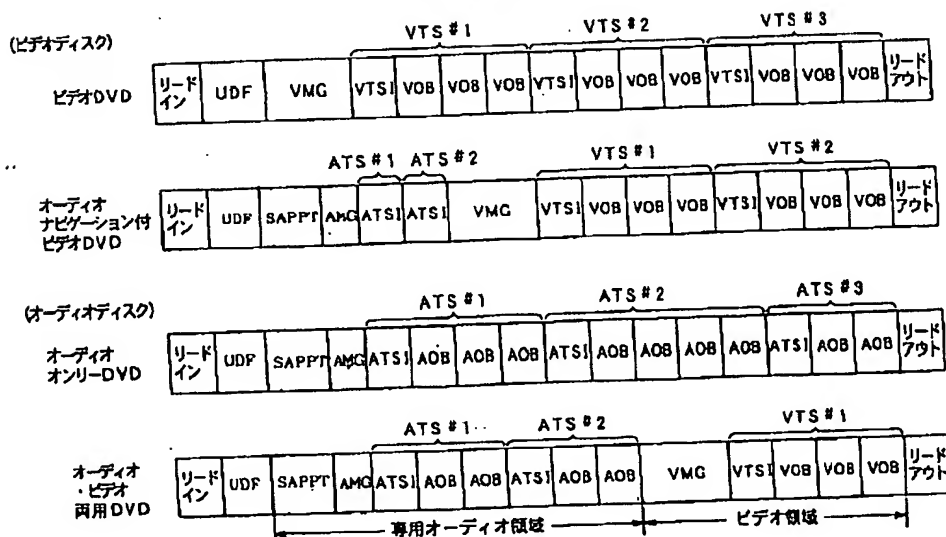 (ビデオディスク)
VTS#1 VTS#2 VTS#3
ビデオDVD
リードイン UDF VMG VTSI VOB VOB VOB VTSI VOB VOB VOB VTSI VOB VOB VOB リードアウト
ATS#1 ATS#2 VTS#1 VTS#2
オーディオ
ナビゲーション付
ビデオDVD
リードイン UDF SAPPT AMG ATSI ATSI VMG VTSI VOB VOB VOB VTSI VOB VOB VOB リードアウト
(オーディオディスク)
ATS#1 ATS#2 ATS#3
オーディオ
オンリーDVD
リードイン UDF SAPPT AMG ATSI AOB AOB AOB ATSI AOB AOB AOB AOB ATSI AOB AOB リードアウト
ATS#1 ATS#2 VTS#1
オーディオ
・ビデオ
両用DVD
リードイン UDF SAPPT AMG ATSI AOB AOB ATSI AOB AOB VMG VTSI VOB VOB VOB リードアウト
専用オーディオ領域 ビデオ領域